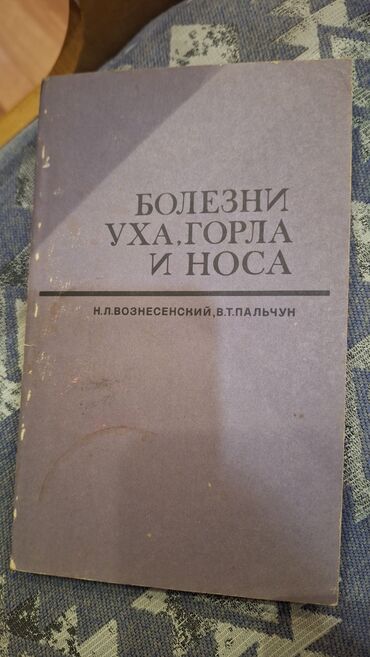 БОЛЕЗНИ
УХА, ГОРЛА
И НОСА
Н.Л.ВОЗНЕСЕНСКИЙ, В.Т.ПАЛЬЧУН